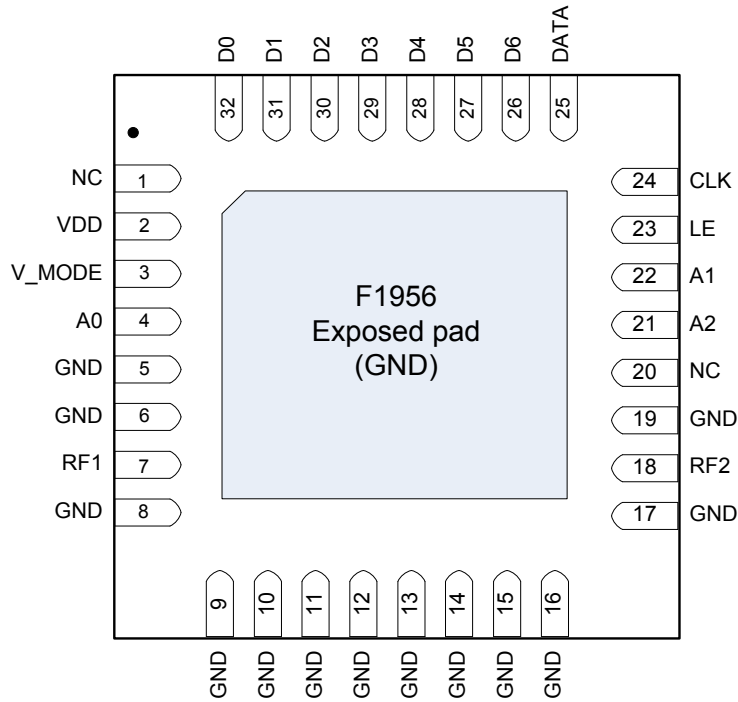 D0 D1 D2 D3 D4 D5 D6 DATA
32 31 30 29 28 27 26 25
NC 1
VDD 2
V_MODE 3
A0 4
GND 5
GND 6
RF1 7
GND 8
F1956
Exposed pad
(GND)
24 CLK
23 LE
22 A1
21 A2
20 NC
19 GND
18 RF2
17 GND
9 10 11 12 13 14 15 16
GND GND GND GND GND GND GND GND